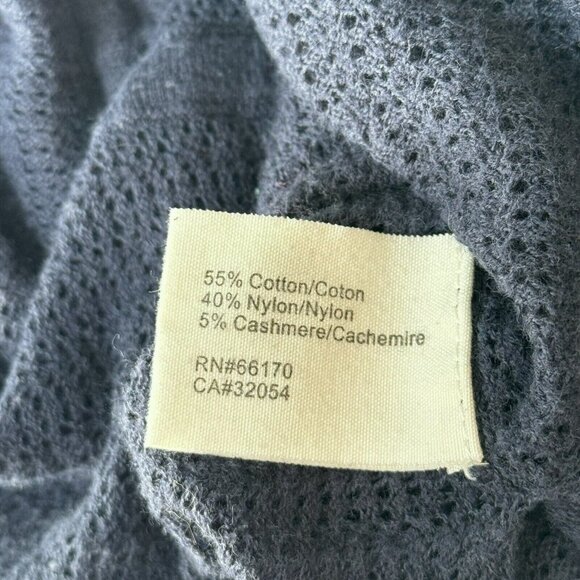 55% Cotton/Coton
40% Nylon/Nylon
5% Cashmere/Cachemire
RN#66170
CA#32054